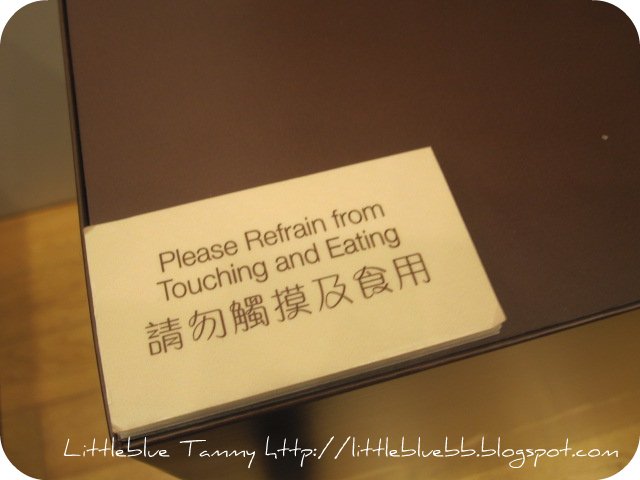 Please Refrain from
Touching and Eating
請勿觸摸及食用
Littleblue Tammy http://littlebluebb.blogspot.com